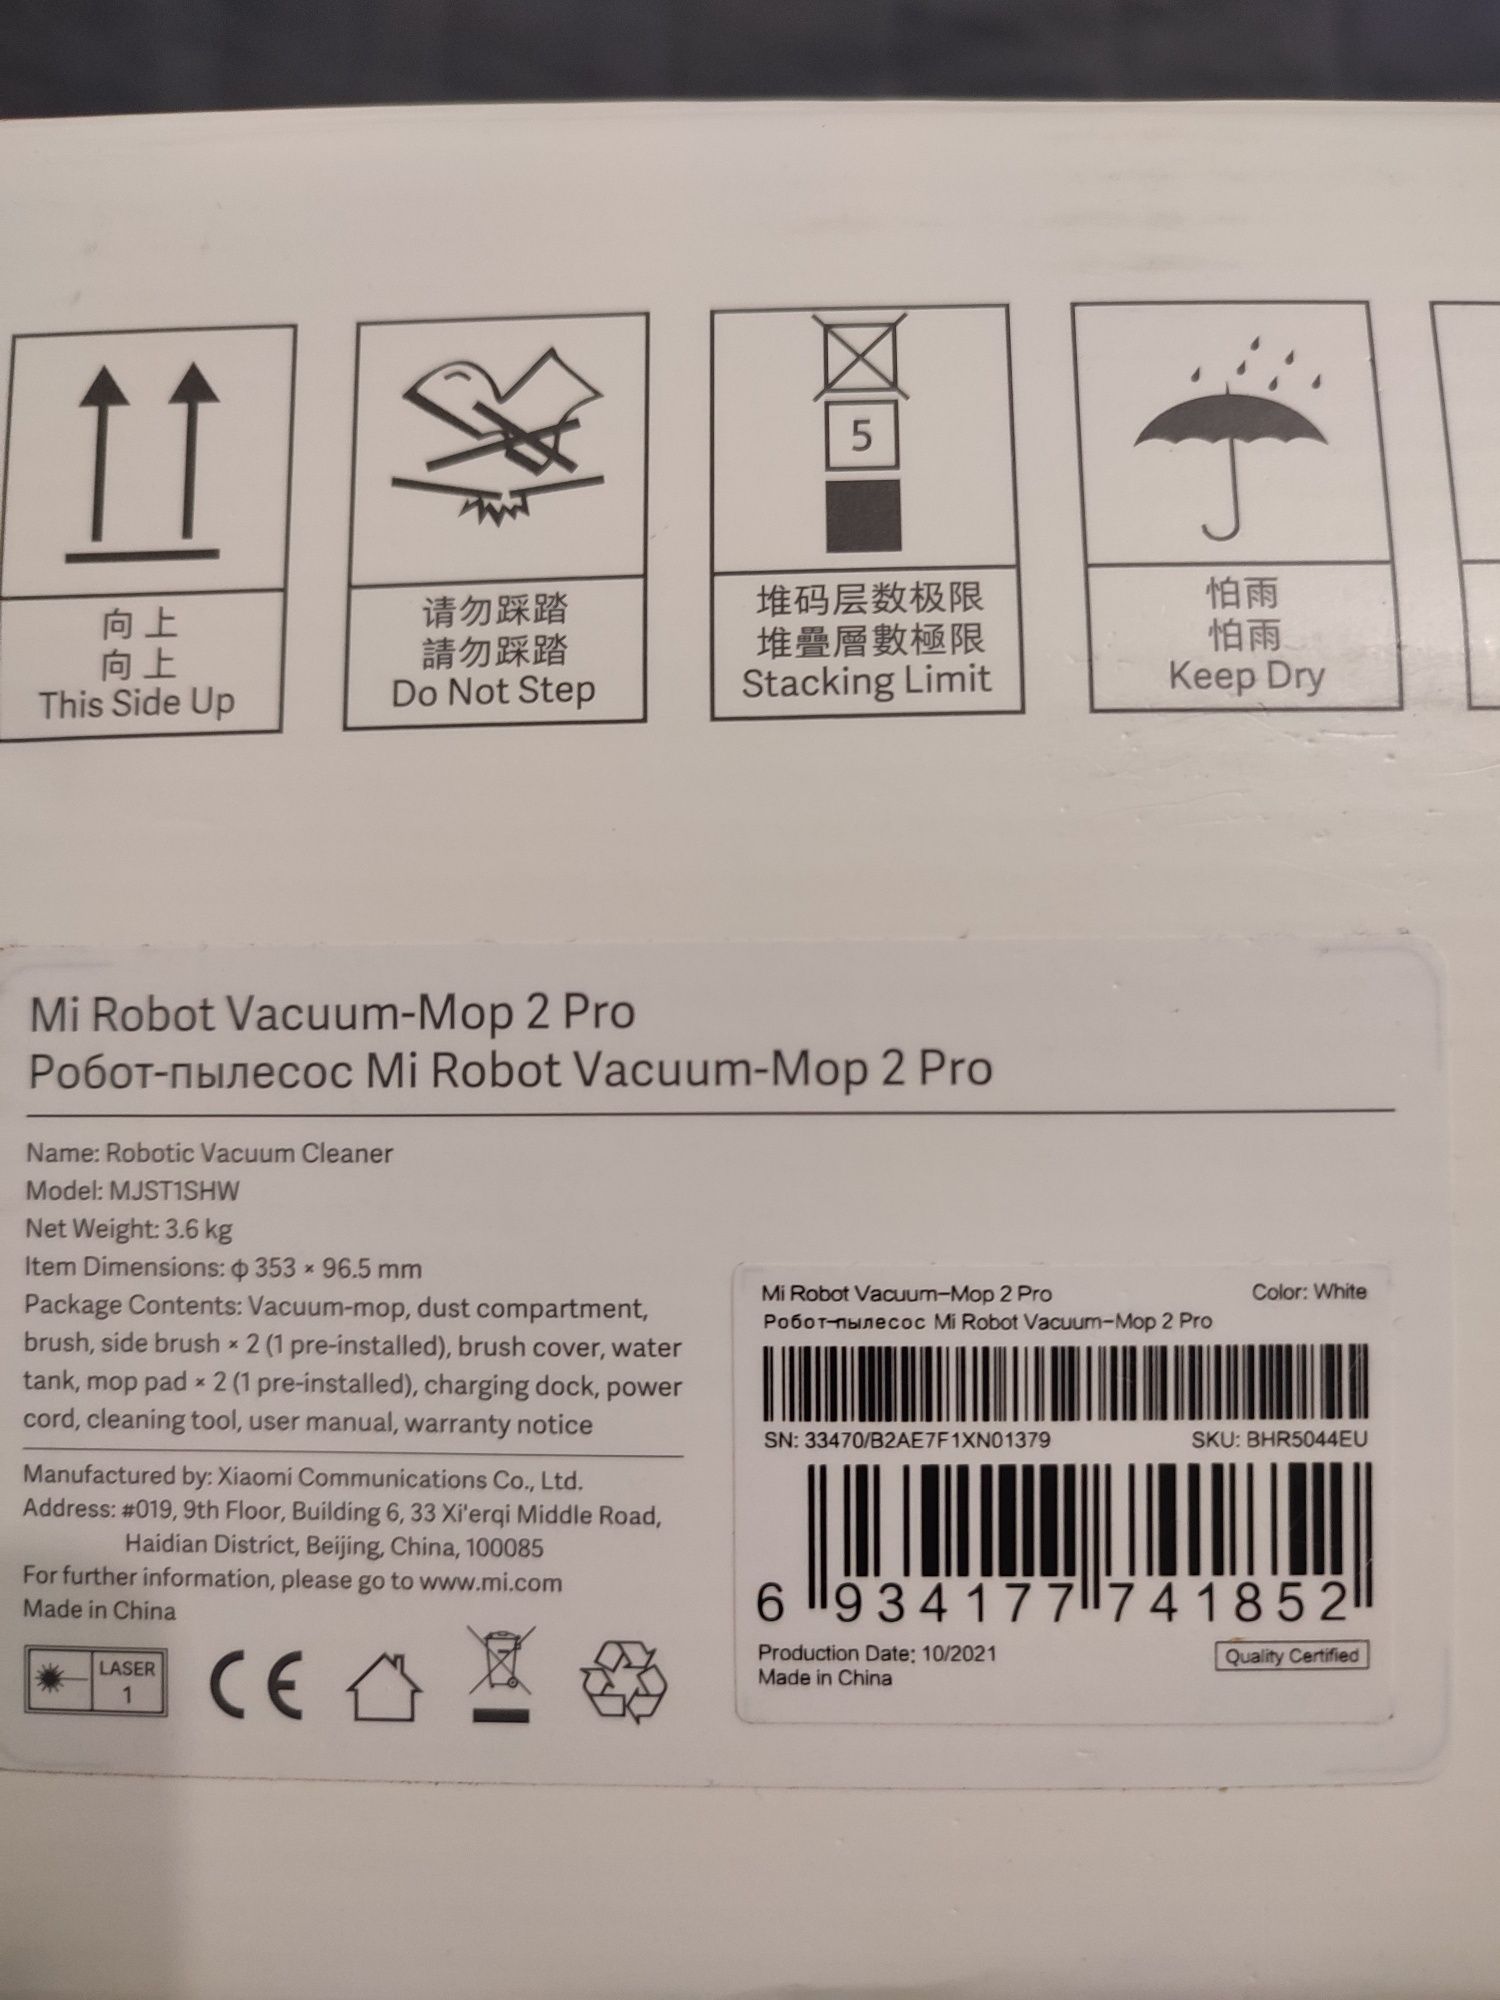 5
向上
向上
This Side Up
请勿踩踏
請勿踩踏
Do Not Step
堆码层数极限
堆疊層數極限
Stacking Limit
怕雨
怕雨
Keep Dry
Mi Robot Vacuum-Mop 2 Pro
Робот-пылесос Mi Robot Vacuum-Mop 2 Pro
Name: Robotic Vacuum Cleaner
Model: MJST1SHW
Net Weight: 3.6 kg
Item Dimensions: ф 353 × 96.5 mm
Package Contents: Vacuum-mop, dust compartment,
brush, side brush × 2 (1 pre-installed), brush cover, water
tank, mop pad × 2 (1 pre-installed), charging dock, power
cord, cleaning tool, user manual, warranty notice
Manufactured by: Xiaomi Communications Co., Ltd.
Address: #019, 9th Floor, Building 6, 33 Xi'erqi Middle Road,
Haidian District, Beijing, China, 100085
For further information, please go to www.mi.com
Made in China
LASER
1
CE
Mi Robot Vacuum-Mop 2 Pro Color: White
Робот-пылесос Mi Robot Vacuum-Mop 2 Pro
SN: 33470/B2AE7F1XN01379 SKU: BHR5044EU
6 934177 741852
Production Date: 10/2021
Quality Certified
Made in China